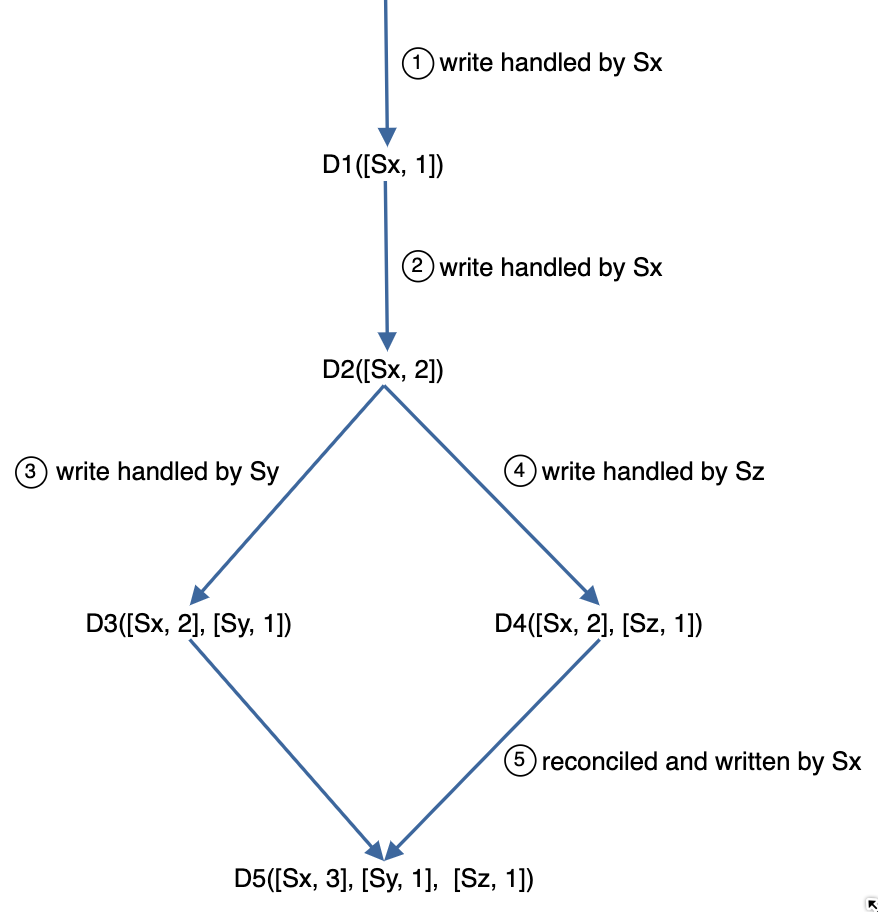 ① write handled by Sx
D1([Sx, 1])
② write handled by Sx
D2([Sx, 2])
③ write handled by Sy
④ write handled by Sz
D3([Sx, 2], [Sy, 1])
D4([Sx, 2], [Sz, 1])
⑤ reconciled and written by Sx
D5([Sx, 3], [Sy, 1], [Sz, 1])